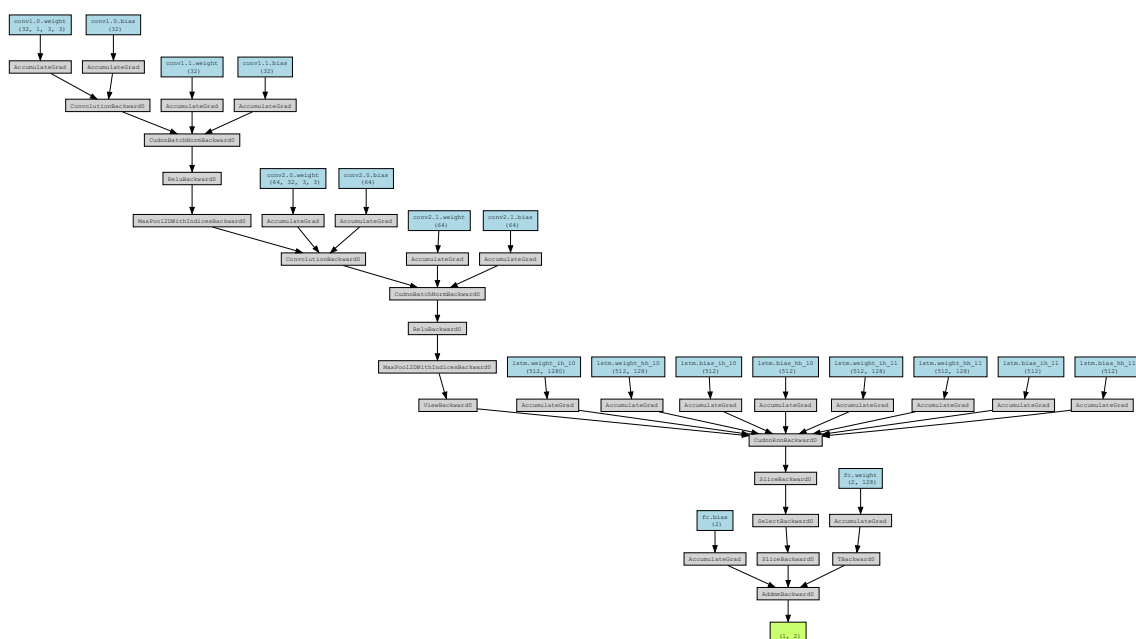 conv1.0.weight
(32, 1, 3, 3)
conv1.0.bias
(32)
AccumulateGrad
AccumulateGrad
conv1.1.weight
(32)
conv1.1.bias
(32)
ConvolutionBackward0
AccumulateGrad
AccumulateGrad
CudnnBatchNormBackward0
ReluBackward0
conv2.0.weight
(64, 32, 3, 3)
conv2.0.bias
(64)
MaxPool2DWithIndicesBackward0
AccumulateGrad
AccumulateGrad
conv2.1.weight
(64)
conv2.1.bias
(64)
ConvolutionBackward0
AccumulateGrad
AccumulateGrad
CudnnBatchNormBackward0
ReluBackward0
MaxPool2DWithIndicesBackward0
lstm.weight_ih_l0
(512, 1280)
lstm.weight_hh_l0
(512, 128)
lstm.bias_ih_l0
(512)
lstm.bias_hh_l0
(512)
lstm.weight_ih_l1
(512, 128)
lstm.weight_hh_l1
(512, 128)
lstm.bias_ih_l1
(512)
lstm.bias_hh_l1
(512)
ViewBackward0
AccumulateGrad
AccumulateGrad
AccumulateGrad
AccumulateGrad
AccumulateGrad
AccumulateGrad
AccumulateGrad
AccumulateGrad
CudnnRnnBackward0
SliceBackward0
fc.weight
(2, 128)
fc.bias
(2)
SelectBackward0
AccumulateGrad
AccumulateGrad
SliceBackward0
TBackward0
AddmmBackward0
(1, 2)